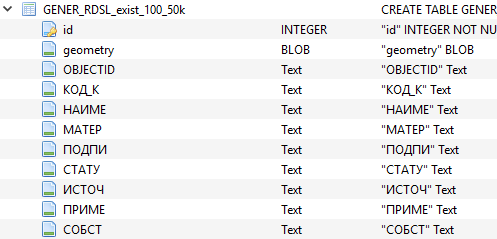 GENER_RDSL_exist_100_50k CREATE TABLE GENER
id INTEGER "id" INTEGER NOT NU
geometry BLOB "geometry" BLOB
OBJECTID Text "OBJECTID" Text
КОД_К Text "КОД_К" Text
НАИМЕ Text "НАИМЕ" Text
МАТЕР Text "МАТЕР" Text
ПОДПИ Text "ПОДПИ" Text
СТАТУ Text "СТАТУ" Text
ИСТОЧ Text "ИСТОЧ" Text
ПРИМЕ Text "ПРИМЕ" Text
СОБСТ Text "СОБСТ" Text